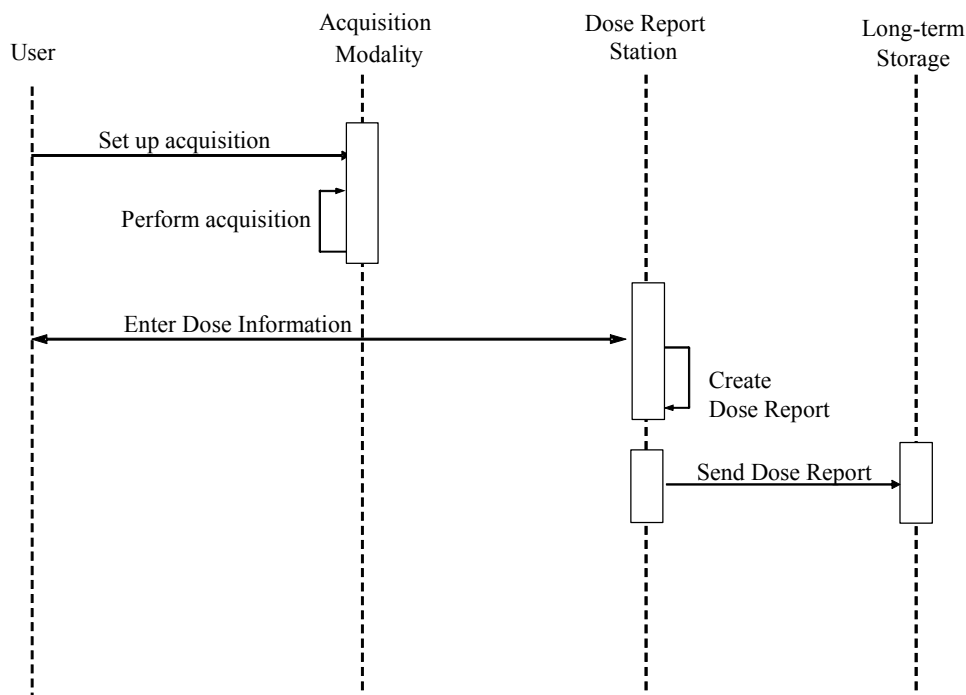 User
Acquisition
Modality
Dose Report
Station
Long-term
Storage
Set up acquisition
Perform acquisition
Enter Dose Information
Create
Dose Report
Send Dose Report